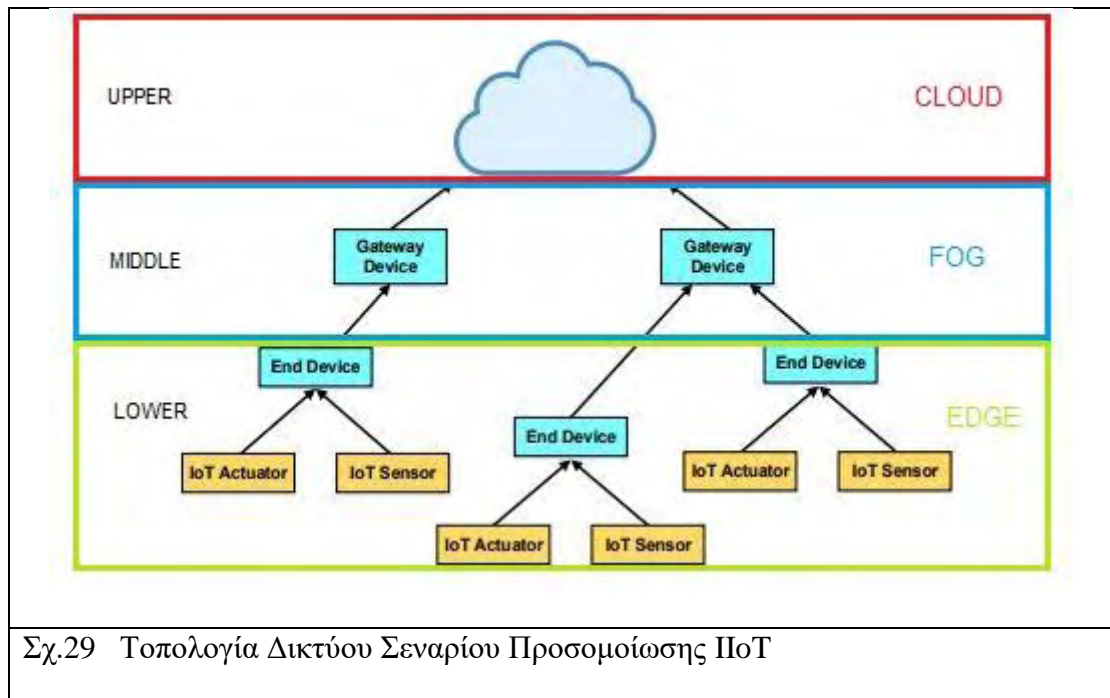 UPPER
CLOUD
Gateway
Device
Gateway
Device
MIDDLE
FOG
End Device
End Device
LOWER
EDGE
End Device
IoT Actuator
IoT Sensor
IoT Actuator
IoT Sensor
IoT Actuator
IoT Sensor
Σχ.29 Τοπολογία Δικτύου Σεναρίου Προσομοίωσης ΙΙοΤ